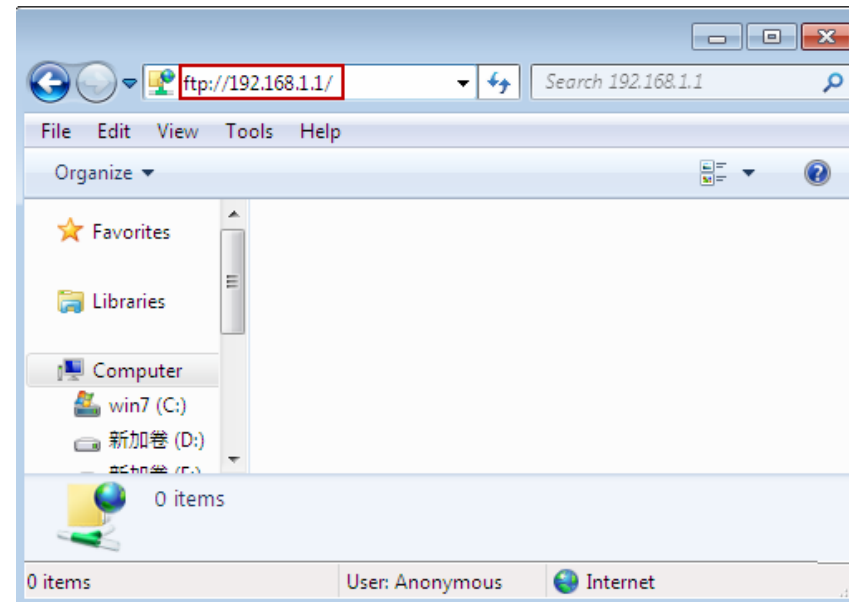 ftp://192.168.1.1/
Search 192.168.1.1
File Edit View Tools Help
Organize
Favorites
Libraries
Computer
win7 (C:)
新加卷 (D:)
0 items
0 items User: Anonymous Internet